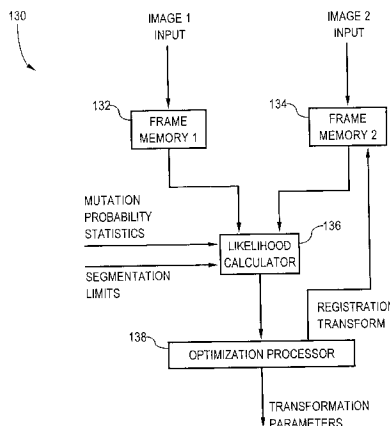 130
IMAGE 1
INPUT
IMAGE 2
INPUT
132
FRAME
MEMORY 1
134
FRAME
MEMORY 2
MUTATION
PROBABILITY
STATISTICS
136
LIKELIHOOD
CALCULATOR
SEGMENTATION
LIMITS
REGISTRATION
TRANSFORM
138
OPTIMIZATION PROCESSOR
TRANSFORMATION
PARAMETERS